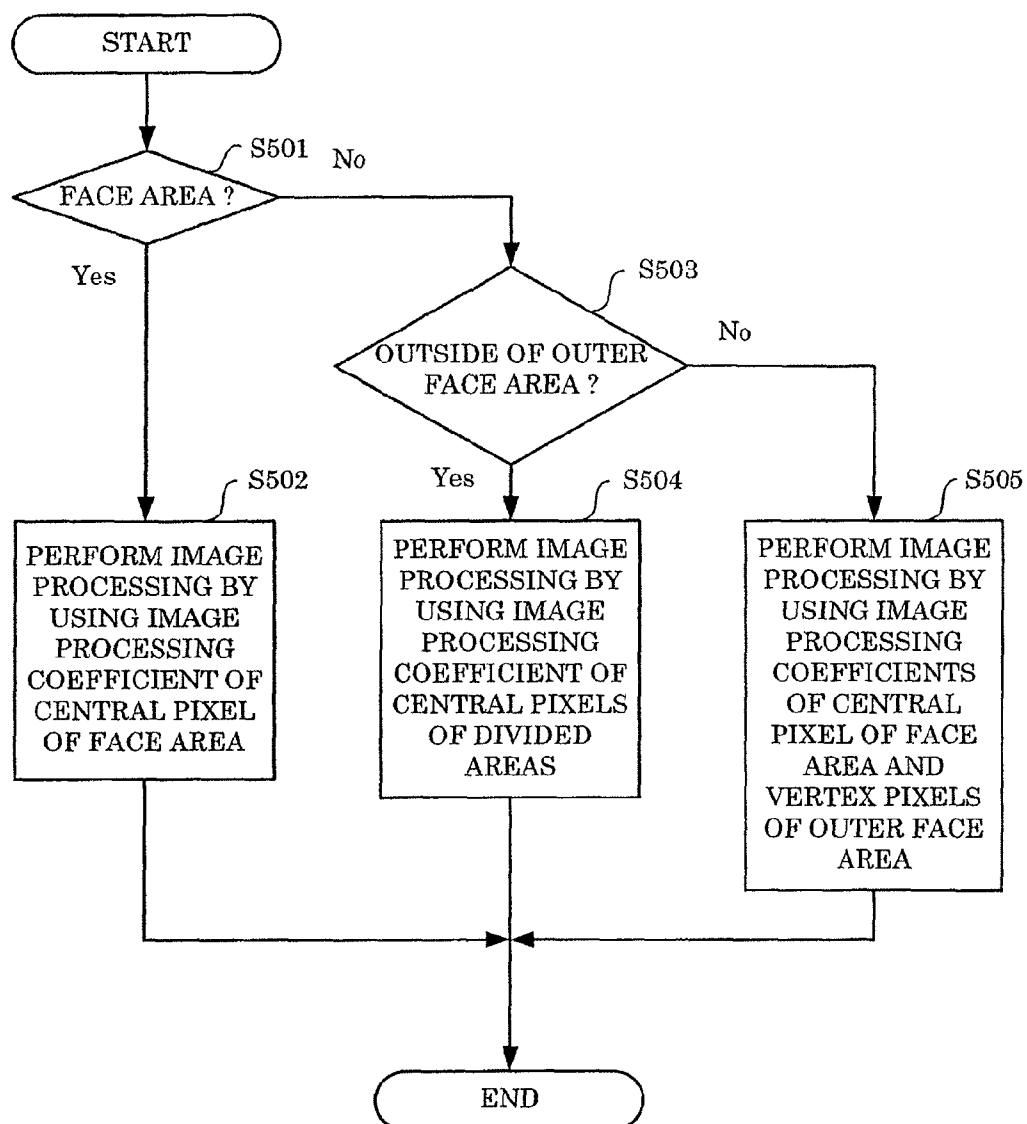 START
S501
No
FACE AREA ?
Yes
S503
No
OUTSIDE OF OUTER
FACE AREA ?
Yes
S502
PERFORM IMAGE
PROCESSING BY
USING IMAGE
PROCESSING
COEFFICIENT OF
CENTRAL PIXEL
OF FACE AREA
S504
PERFORM IMAGE
PROCESSING BY
USING IMAGE
PROCESSING
COEFFICIENT OF
CENTRAL PIXELS
OF DIVIDED
AREAS
S505
PERFORM IMAGE
PROCESSING BY
USING IMAGE
PROCESSING
COEFFICIENTS
OF CENTRAL
PIXEL OF FACE
AREA AND
VERTEX PIXELS
OF OUTER FACE
AREA
END